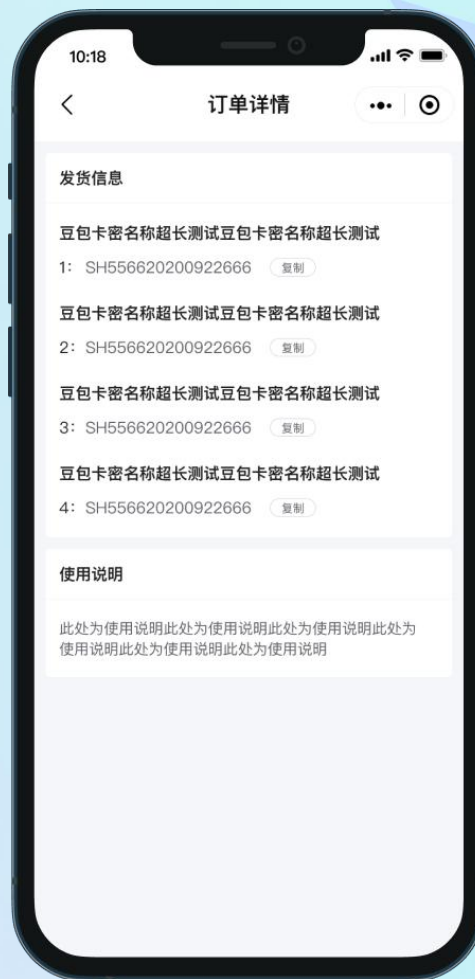 10:18
订单详情
发货信息
豆包卡密名称超长测试豆包卡密名称超长测试
1: SH556620200922666 复制
豆包卡密名称超长测试豆包卡密名称超长测试
2: SH556620200922666 复制
豆包卡密名称超长测试豆包卡密名称超长测试
3: SH556620200922666 复制
豆包卡密名称超长测试豆包卡密名称超长测试
4: SH556620200922666 复制
使用说明
此处为使用说明此处为使用说明此处为使用说明此处为
使用说明此处为使用说明此处为使用说明